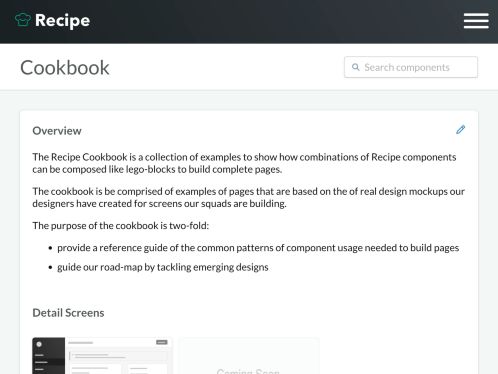 Recipe
Cookbook
Search components
Overview
The Recipe Cookbook is a collection of examples to show how combinations of Recipe components
can be composed like lego-blocks to build complete pages.
The cookbook is be comprised of examples of pages that are based on the of real design mockups our
designers have created for screens our squads are building.
The purpose of the cookbook is two-fold:
• provide a reference guide of the common patterns of component usage needed to build pages
• guide our road-map by tackling emerging designs
Detail Screens
Coming Soon